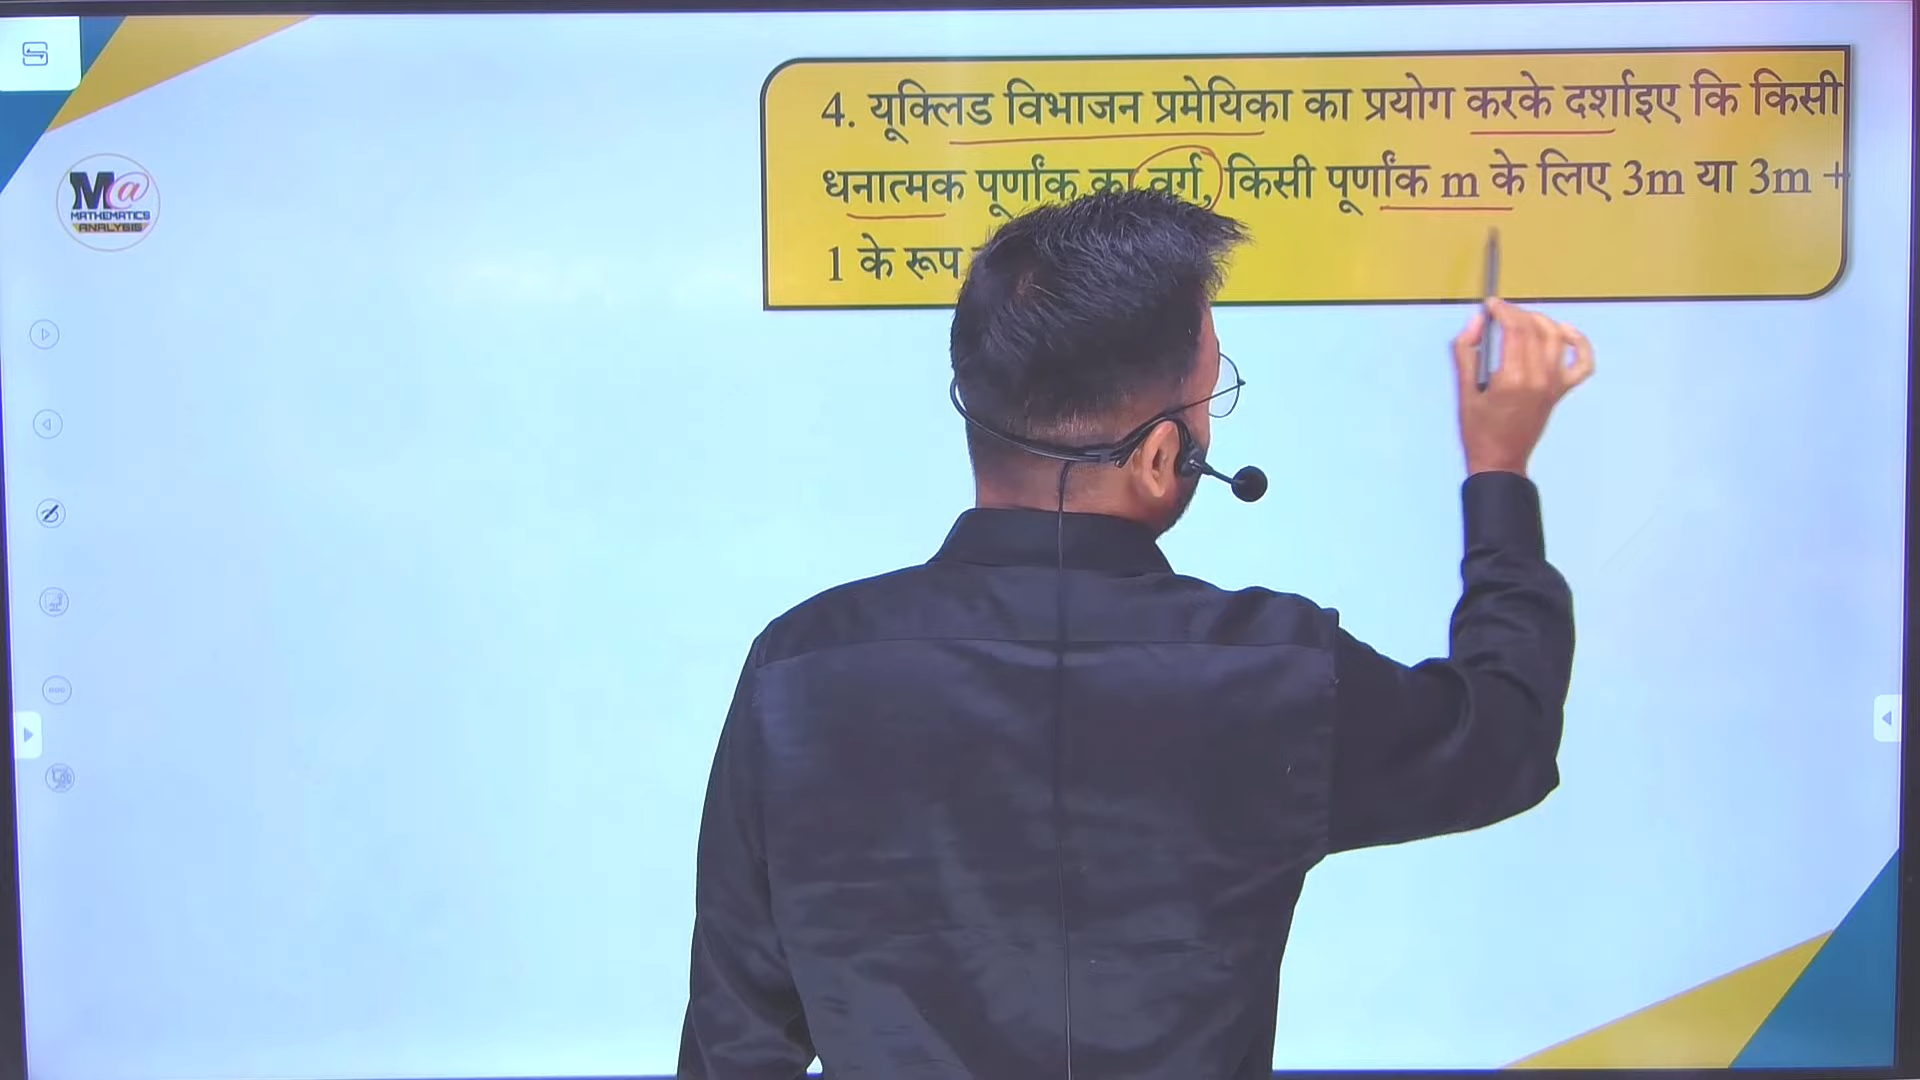 4. यूक्लिड विभाजन प्रमेयिका का प्रयोग करके दर्शाइए कि किसी
धनात्मक पूर्णांक का वर्ग, किसी पूर्णांक m के लिए 3m या 3m +
1 के रूप
M@
MATHEMATICS
ANALYSIS